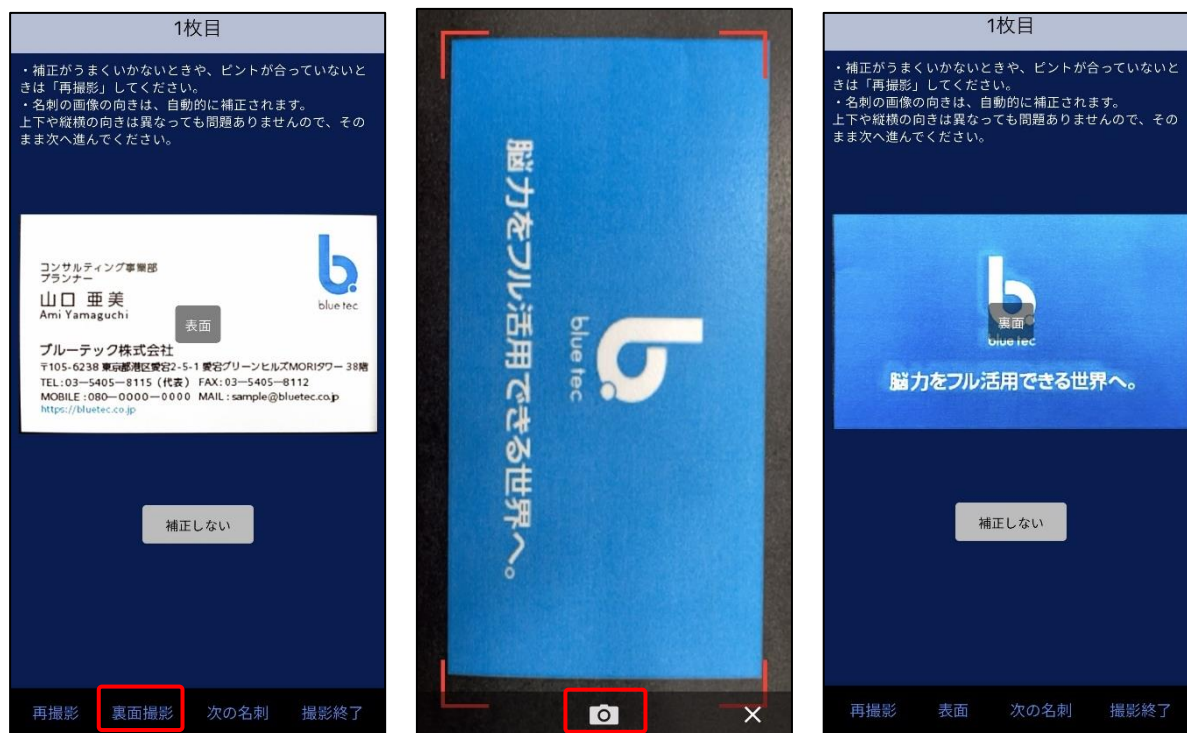 1枚目
・補正がうまくいかないときや、ピントが合っていないと
きは「再撮影」してください。
・名刺の画像の向きは、自動的に補正されます。
上下や縦横の向きは異なっても問題ありませんので、その
まま次へ進んでください。
コンサルティング事業部
プランナー
山口 亜美
Ami Yamaguchi
b.
blue tec
表面
ブルーテック株式会社
〒105-6238 東京都港区愛宕2-5-1 愛宕グリーンヒルズMORIタワー 38階
TEL:03—5405—8115（代表） FAX:03—5405—8112
MOBILE:080—0000—0000 MAIL:sample@bluetec.co.jp
https://bluetec.co.jp
補正しない
再撮影 裏面撮影 次の名刺 撮影終了
b.
blue tec
脳力をフル活用できる世界へ。
1枚目
・補正がうまくいかないときや、ピントが合っていないと
きは「再撮影」してください。
・名刺の画像の向きは、自動的に補正されます。
上下や縦横の向きは異なっても問題ありませんので、その
まま次へ進んでください。
b.
裏面
blue tec
脳力をフル活用できる世界へ。
補正しない
再撮影 表面 次の名刺 撮影終了